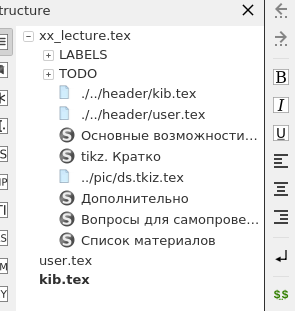 tructure
xx_lecture.tex
LABELS
TODO
./../header/kib.tex
./../header/user.tex
Основные возможности...
tikz. Кратко
../pic/ds.tkiz.tex
Дополнительно
Вопросы для самопрове...
Список материалов
user.tex
kib.tex
B
I
U
$$